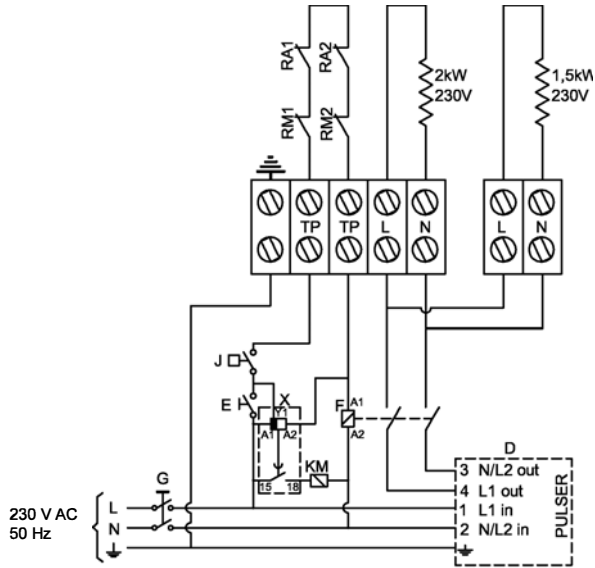 RA1
RA2
2kW
230V
1,5kW
230V
RM1
RM2
TP
TP
L
N
L
N
J
E
X
Y1
A1
A2
F
A1
A2
15
18
KM
G
D
230 V AC
50 Hz
L
N
3 N/L2 out
4 L1 out
1 L1 in
2 N/L2 in
PULSER